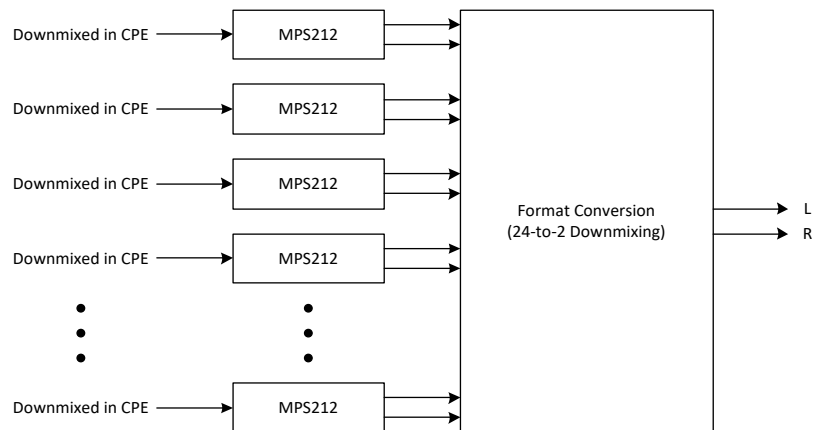 Downmixed in CPE
MPS212
Downmixed in CPE
MPS212
Downmixed in CPE
MPS212
Downmixed in CPE
MPS212
Downmixed in CPE
MPS212
Format Conversion
(24-to-2 Downmixing)
L
R